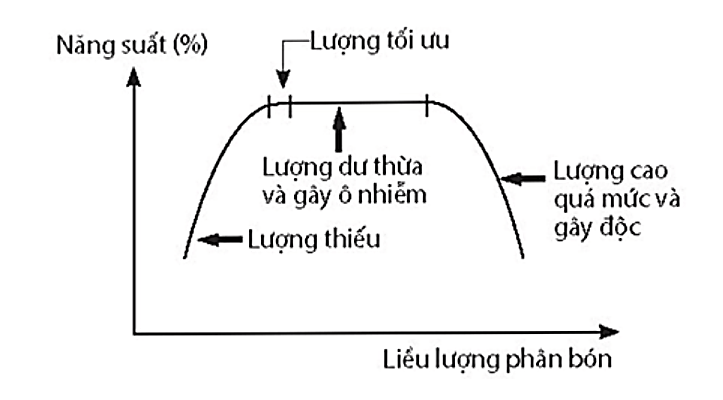 Năng suất (%)
Lượng tối ưu
Lượng dư thừa
và gây ô nhiễm
Lượng cao
quá mức và
gây độc
Lượng thiếu
Liều lượng phân bón